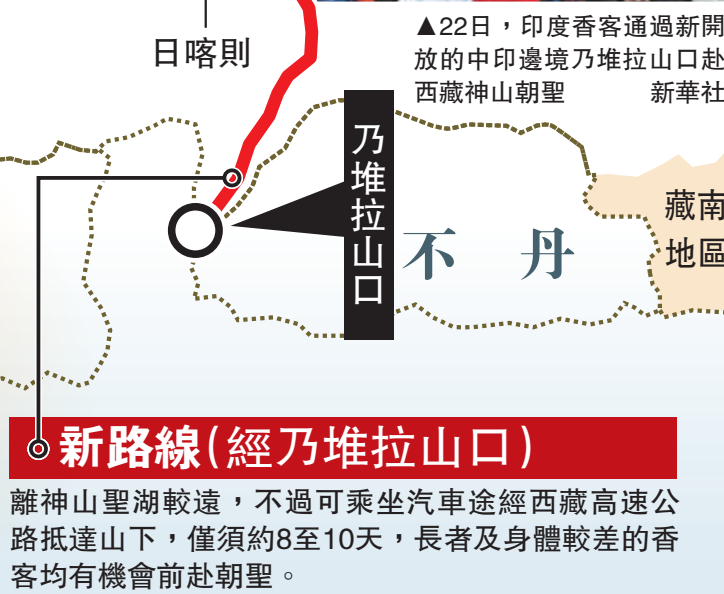 ▲22日，印度香客通過新開
放的中印邊境乃堆拉山口赴
西藏神山朝聖 新華社
日喀則
乃堆拉山口
不丹
藏南
地區
新路線(經乃堆拉山口)
離神山聖湖較遠，不過可乘坐汽車途經西藏高速公
路抵達山下，僅須約8至10天，長者及身體較差的香
客均有機會前赴朝聖。